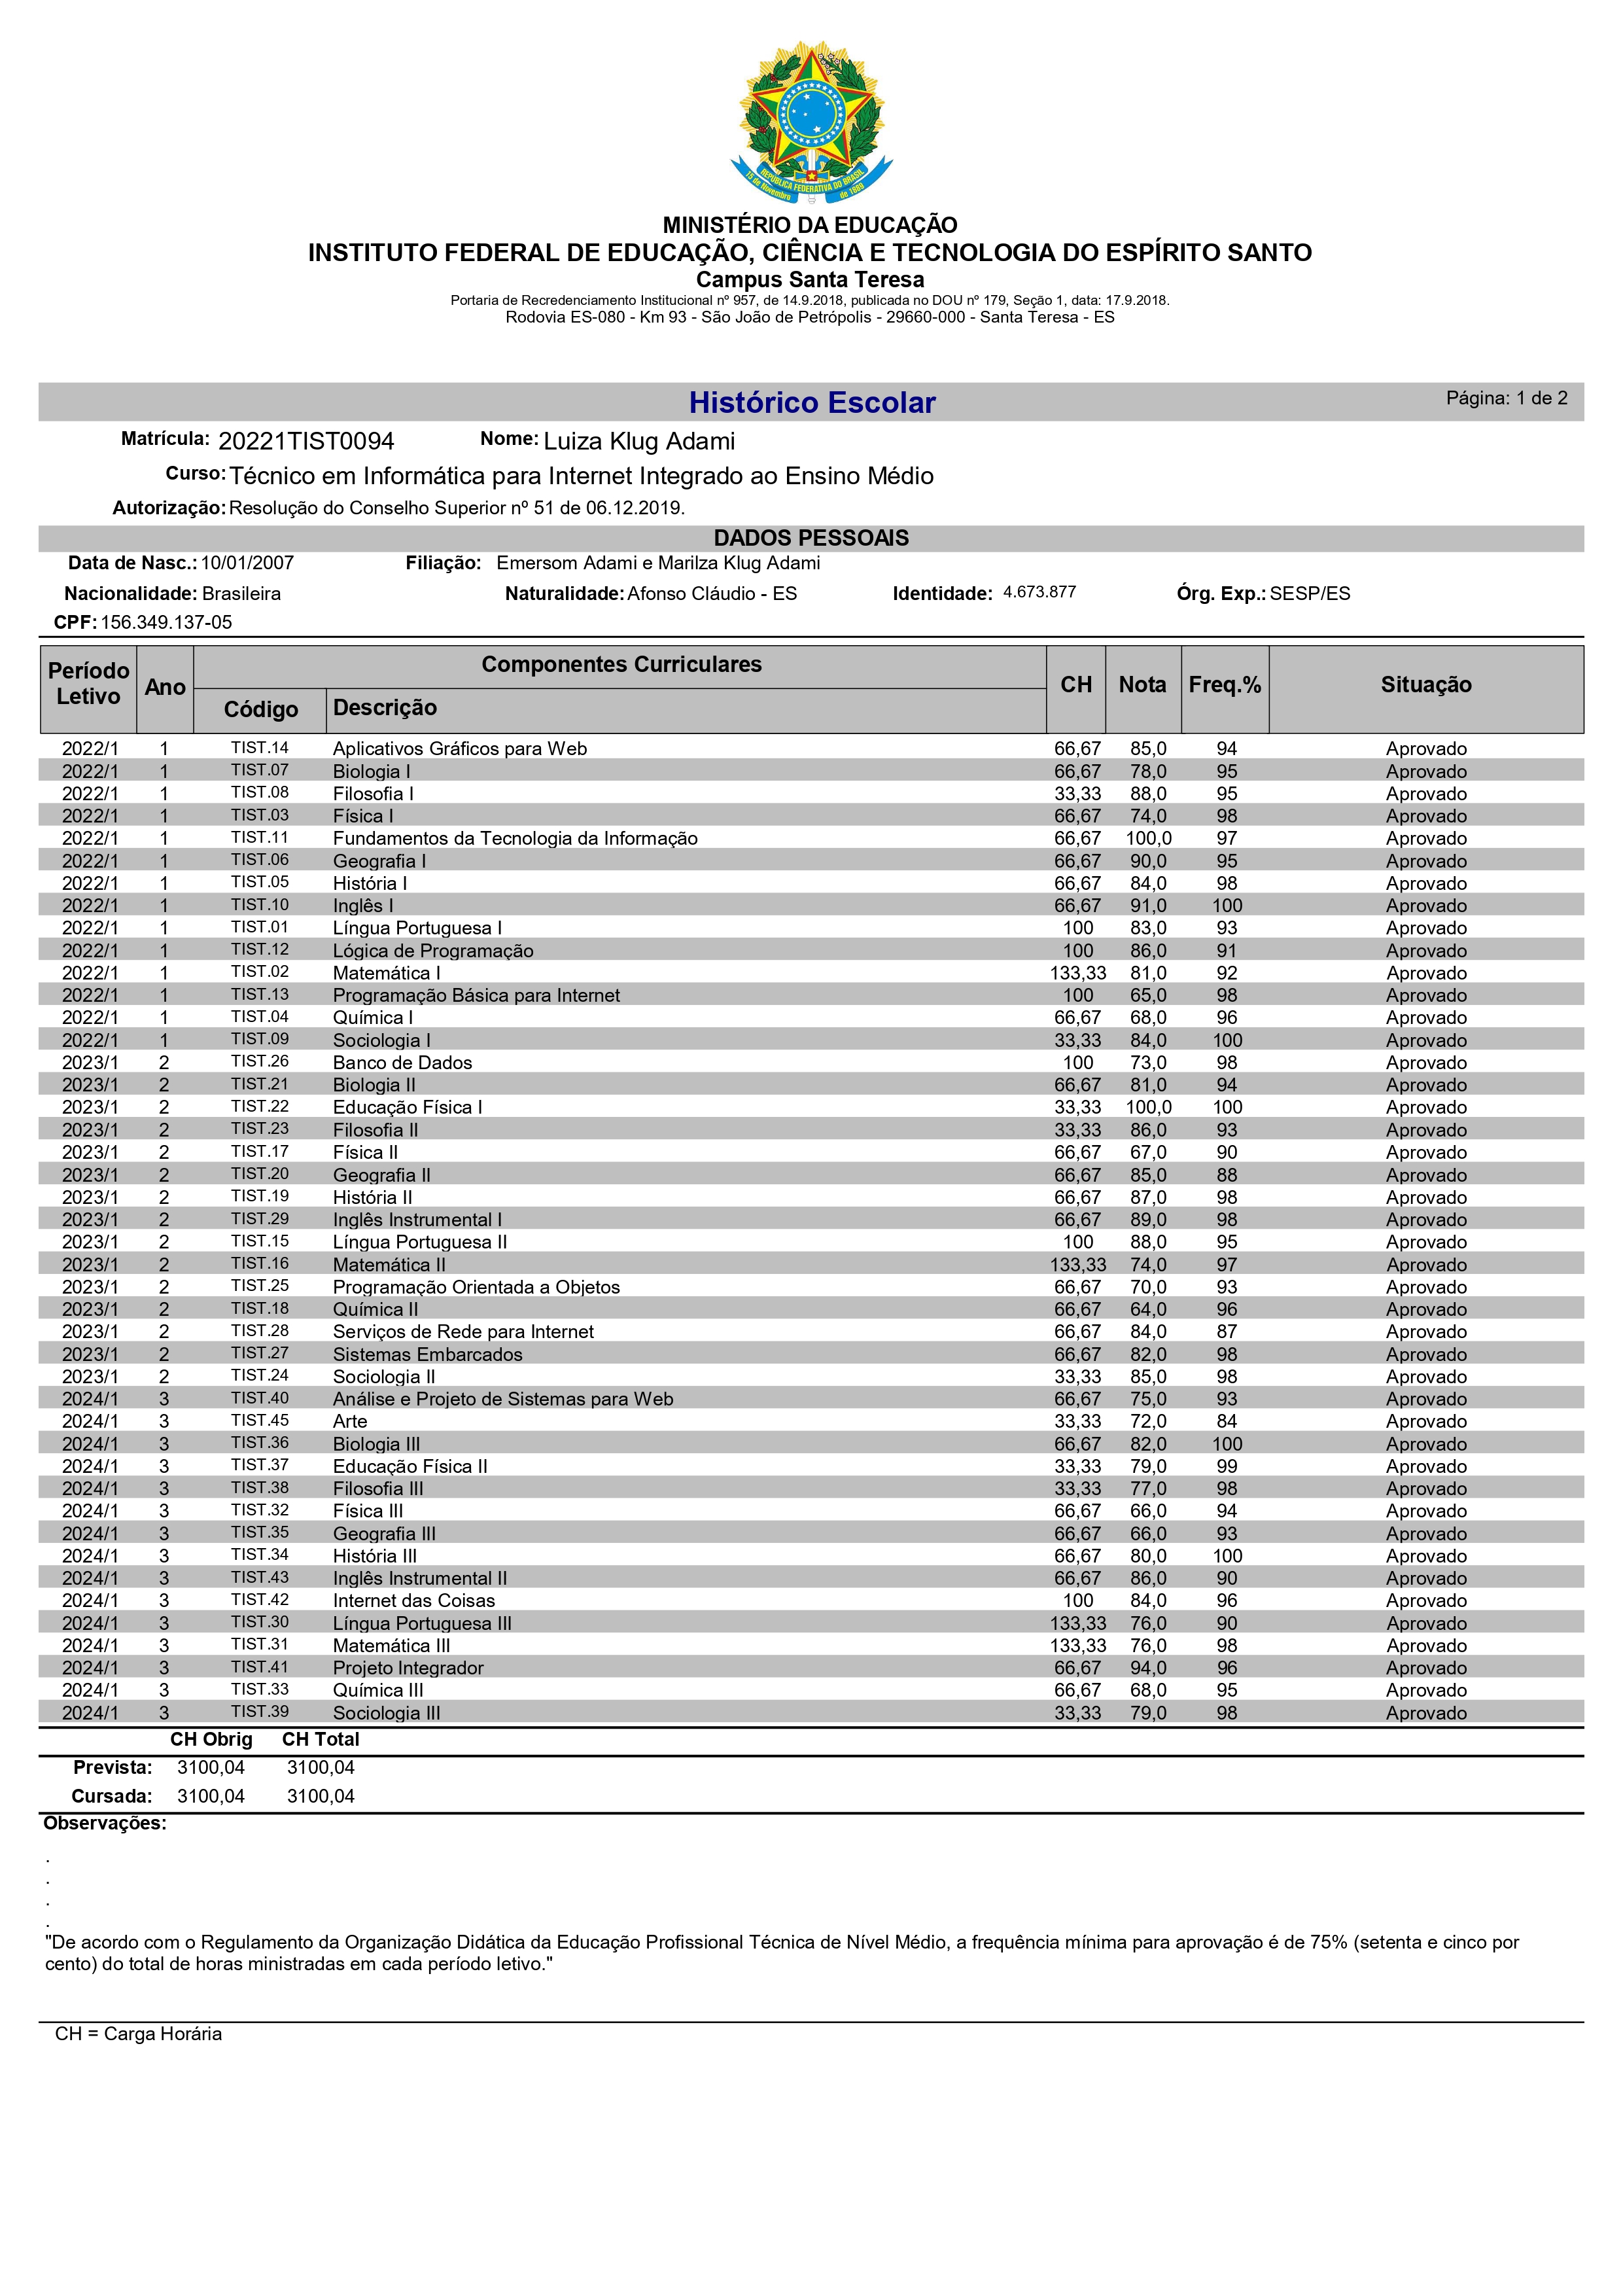 15 de Novembro
REPÚBLICA FEDERATIVA DO BRASIL
de 1889
MINISTÉRIO DA EDUCAÇÃO
INSTITUTO FEDERAL DE EDUCAÇÃO, CIÊNCIA E TECNOLOGIA DO ESPÍRITO SANTO
Campus Santa Teresa
Portaria de Recredenciamento Institucional nº 957, de 14.9.2018, publicada no DOU nº 179, Seção 1, data: 17.9.2018.
Rodovia ES-080 - Km 93 - São João de Petrópolis - 29660-000 - Santa Teresa - ES
Histórico Escolar Página: 1 de 2
Matrícula: 20221TIST0094 Nome: Luiza Klug Adami
Curso: Técnico em Informática para Internet Integrado ao Ensino Médio
Autorização: Resolução do Conselho Superior nº 51 de 06.12.2019.
DADOS PESSOAIS
Data de Nasc.: 10/01/2007 Filiação: Emersom Adami e Marilza Klug Adami
Nacionalidade: Brasileira Naturalidade: Afonso Cláudio - ES Identidade: 4.673.877 Órg. Exp.: SESP/ES
CPF: 156.349.137-05
Período Letivo Ano Componentes Curriculares CH Nota Freq.% Situação
Código Descrição
2022/1 1 TIST.14 Aplicativos Gráficos para Web 66,67 85,0 94 Aprovado
2022/1 1 TIST.07 Biologia I 66,67 78,0 95 Aprovado
2022/1 1 TIST.08 Filosofia I 33,33 88,0 95 Aprovado
2022/1 1 TIST.03 Física I 66,67 74,0 98 Aprovado
2022/1 1 TIST.11 Fundamentos da Tecnologia da Informação 66,67 100,0 97 Aprovado
2022/1 1 TIST.06 Geografia I 66,67 90,0 95 Aprovado
2022/1 1 TIST.05 História I 66,67 84,0 98 Aprovado
2022/1 1 TIST.10 Inglês I 66,67 91,0 100 Aprovado
2022/1 1 TIST.01 Língua Portuguesa I 100 83,0 93 Aprovado
2022/1 1 TIST.12 Lógica de Programação 100 86,0 91 Aprovado
2022/1 1 TIST.02 Matemática I 133,33 81,0 92 Aprovado
2022/1 1 TIST.13 Programação Básica para Internet 100 65,0 98 Aprovado
2022/1 1 TIST.04 Química I 66,67 68,0 96 Aprovado
2022/1 1 TIST.09 Sociologia I 33,33 84,0 100 Aprovado
2023/1 2 TIST.26 Banco de Dados 100 73,0 98 Aprovado
2023/1 2 TIST.21 Biologia II 66,67 81,0 94 Aprovado
2023/1 2 TIST.22 Educação Física I 33,33 100,0 100 Aprovado
2023/1 2 TIST.23 Filosofia II 33,33 86,0 93 Aprovado
2023/1 2 TIST.17 Física II 66,67 67,0 90 Aprovado
2023/1 2 TIST.20 Geografia II 66,67 85,0 88 Aprovado
2023/1 2 TIST.19 História II 66,67 87,0 98 Aprovado
2023/1 2 TIST.29 Inglês Instrumental I 66,67 89,0 98 Aprovado
2023/1 2 TIST.15 Língua Portuguesa II 100 88,0 95 Aprovado
2023/1 2 TIST.16 Matemática II 133,33 74,0 97 Aprovado
2023/1 2 TIST.25 Programação Orientada a Objetos 66,67 70,0 93 Aprovado
2023/1 2 TIST.18 Química II 66,67 64,0 96 Aprovado
2023/1 2 TIST.28 Serviços de Rede para Internet 66,67 84,0 87 Aprovado
2023/1 2 TIST.27 Sistemas Embarcados 66,67 82,0 98 Aprovado
2023/1 2 TIST.24 Sociologia II 33,33 85,0 98 Aprovado
2024/1 3 TIST.40 Análise e Projeto de Sistemas para Web 66,67 75,0 93 Aprovado
2024/1 3 TIST.45 Arte 33,33 72,0 84 Aprovado
2024/1 3 TIST.36 Biologia III 66,67 82,0 100 Aprovado
2024/1 3 TIST.37 Educação Física II 33,33 79,0 99 Aprovado
2024/1 3 TIST.38 Filosofia III 33,33 77,0 98 Aprovado
2024/1 3 TIST.32 Física III 66,67 66,0 94 Aprovado
2024/1 3 TIST.35 Geografia III 66,67 66,0 93 Aprovado
2024/1 3 TIST.34 História III 66,67 80,0 100 Aprovado
2024/1 3 TIST.43 Inglês Instrumental II 66,67 86,0 90 Aprovado
2024/1 3 TIST.42 Internet das Coisas 100 84,0 96 Aprovado
2024/1 3 TIST.30 Língua Portuguesa III 133,33 76,0 90 Aprovado
2024/1 3 TIST.31 Matemática III 133,33 76,0 98 Aprovado
2024/1 3 TIST.41 Projeto Integrador 66,67 94,0 96 Aprovado
2024/1 3 TIST.33 Química III 66,67 68,0 95 Aprovado
2024/1 3 TIST.39 Sociologia III 33,33 79,0 98 Aprovado
CH Obrig CH Total
Prevista: 3100,04 3100,04
Cursada: 3100,04 3100,04
Observações:
.
.
.
.
"De acordo com o Regulamento da Organização Didática da Educação Profissional Técnica de Nível Médio, a frequência mínima para aprovação é de 75% (setenta e cinco por
cento) do total de horas ministradas em cada período letivo."
CH = Carga Horária